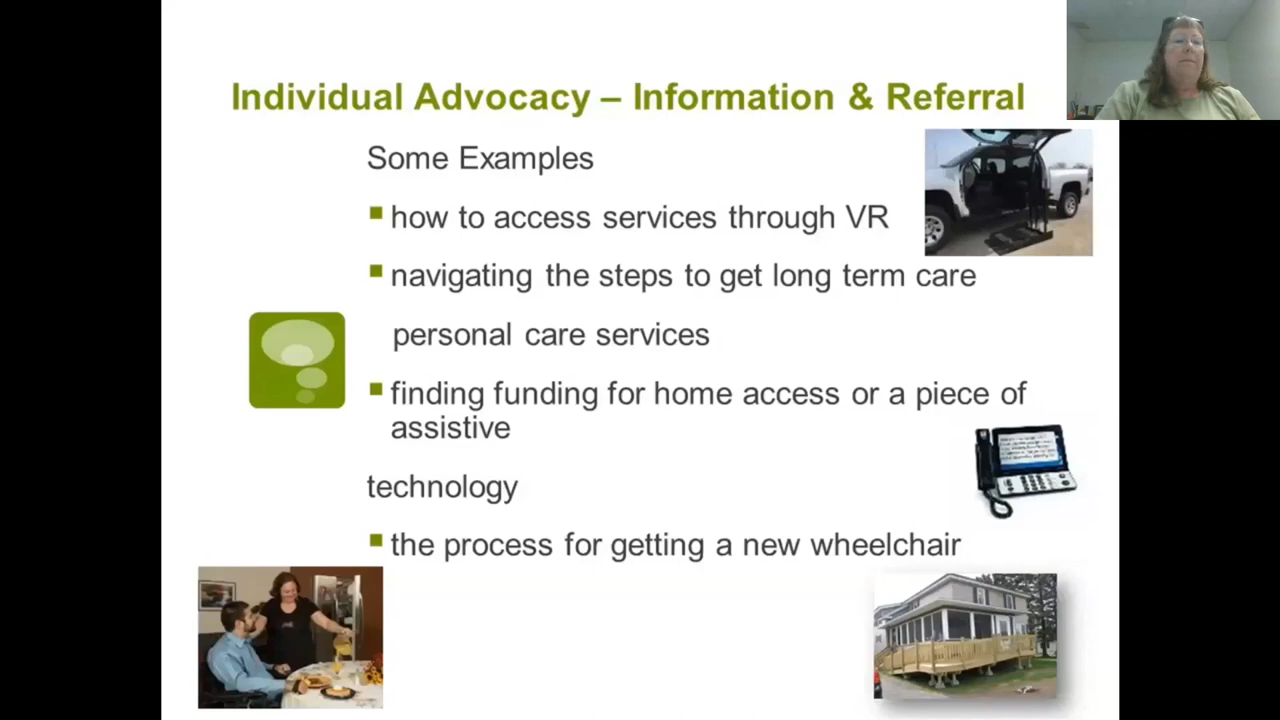 Individual Advocacy – Information & Referral
Some Examples
how to access services through VR
navigating the steps to get long term care
personal care services
finding funding for home access or a piece of
assistive
technology
the process for getting a new wheelchair